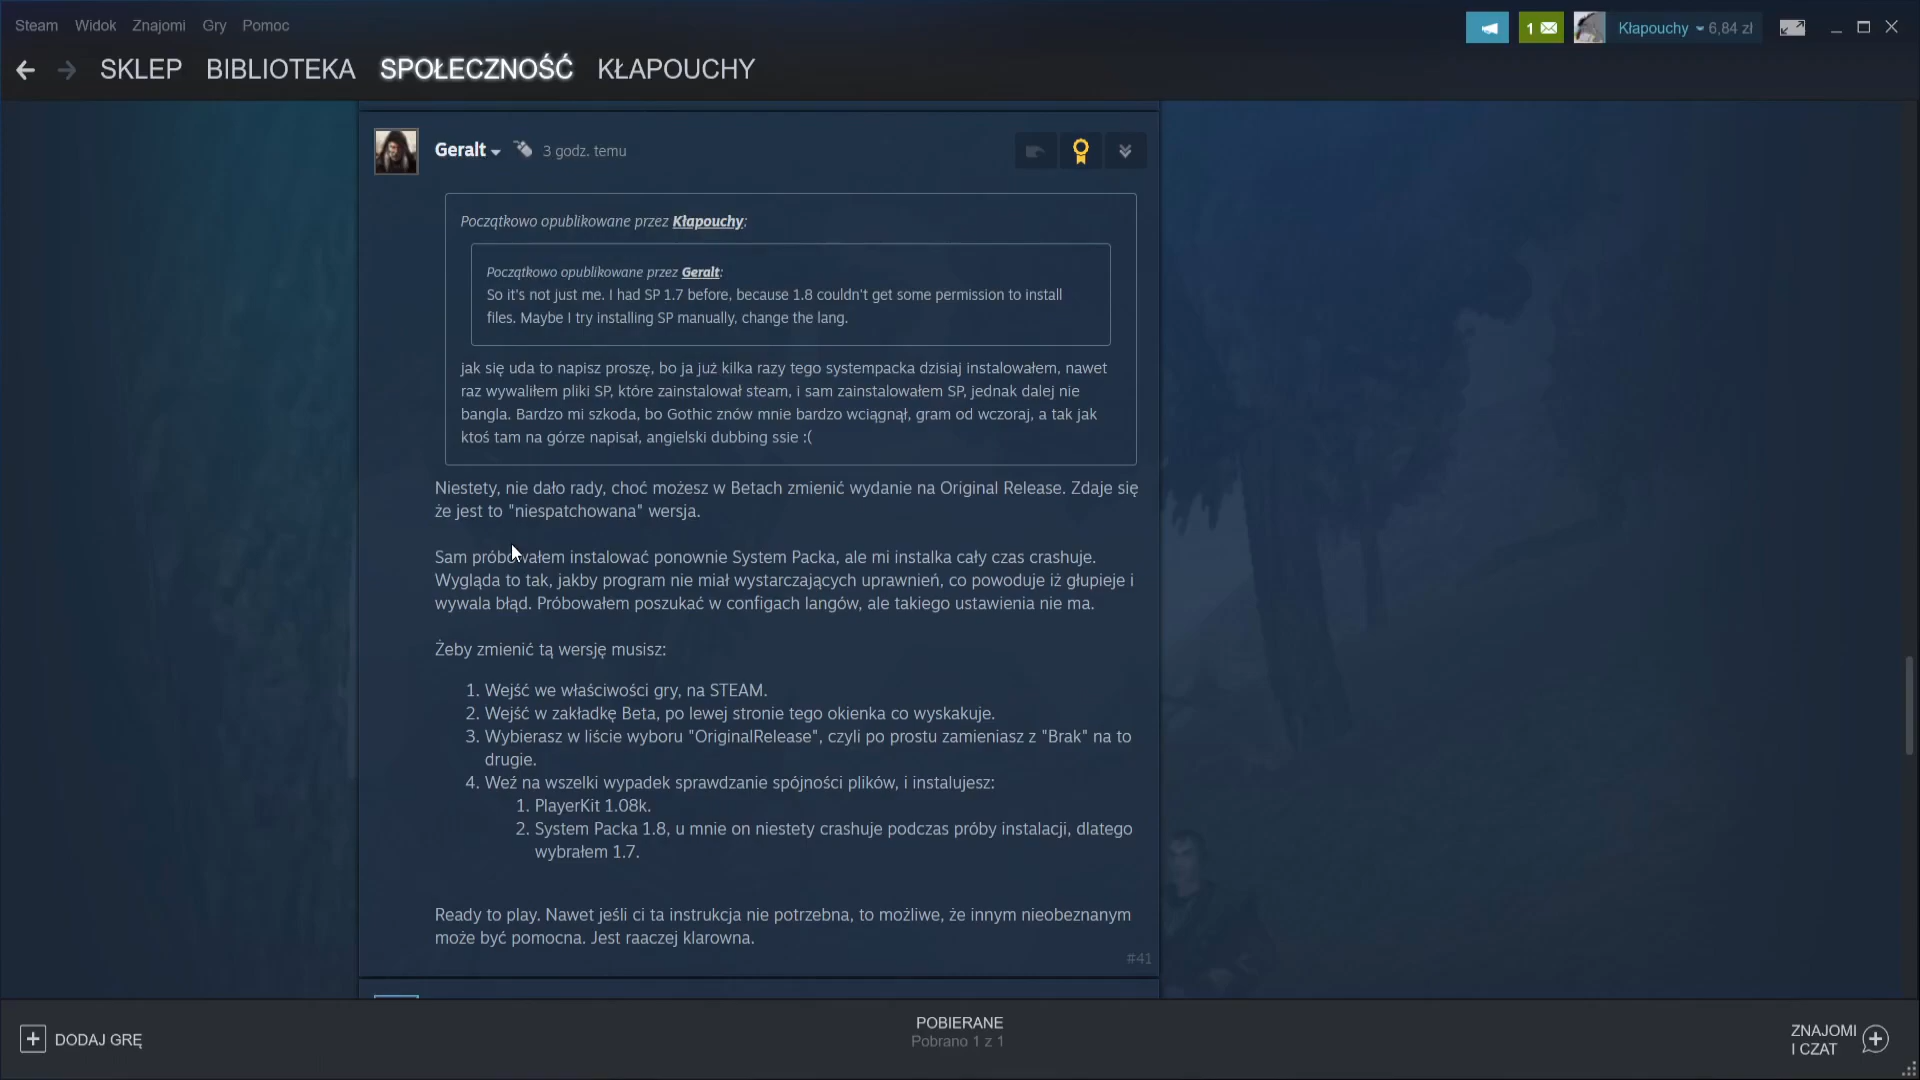 Steam Widok Znajomi Gry Pomoc
1 Kłapouchy 6,84 zł
SKLEP BIBLIOTEKA SPOŁECZNOŚĆ KŁAPOUCHY
Geralt 3 godz. temu
Początkowo opublikowane przez Kłapouchy:
Początkowo opublikowane przez Geralt:
So it's not just me. I had SP 1.7 before, because 1.8 couldn't get some permission to install
files. Maybe I try installing SP manually, change the lang.
jak się uda to napisz proszę, bo ja już kilka razy tego systempacka dzisiaj instalowałem, nawet
raz wywaliłem pliki SP, które zainstalował steam, i sam zainstalowałem SP, jednak dalej nie
bangla. Bardzo mi szkoda, bo Gothic znów mnie bardzo wciągnął, gram od wczoraj, a tak jak
ktoś tam na górze napisał, angielski dubbing ssie :(
Niestety, nie dało rady, choć możesz w Betach zmienić wydanie na Original Release. Zdaje się
że jest to "niespatchowana" wersja.
Sam próbowałem instalować ponownie System Packa, ale mi instalka cały czas crashuje.
Wygląda to tak, jakby program nie miał wystarczających uprawnień, co powoduje iż głupieje i
wywala błąd. Próbowałem poszukać w configach langów, ale takiego ustawienia nie ma.
Żeby zmienić tą wersję musisz:
1. Wejść we właściwości gry, na STEAM.
2. Wejść w zakładkę Beta, po lewej stronie tego okienka co wyskakuje.
3. Wybierasz w liście wyboru "OriginalRelease", czyli po prostu zamieniasz z "Brak" na to
drugie.
4. Weź na wszelki wypadek sprawdzanie spójności plików, i instalujesz:
1. PlayerKit 1.08k.
2. System Packa 1.8, u mnie on niestety crashuje podczas próby instalacji, dlatego
wybrałem 1.7.
Ready to play. Nawet jeśli ci ta instrukcja nie potrzebna, to możliwe, że innym nieobeznanym
może być pomocna. Jest raaczej klarowna.
#41
DODAJ GRĘ
POBIERANE
Pobrano 1 z 1
ZNAJOMI
I CZAT